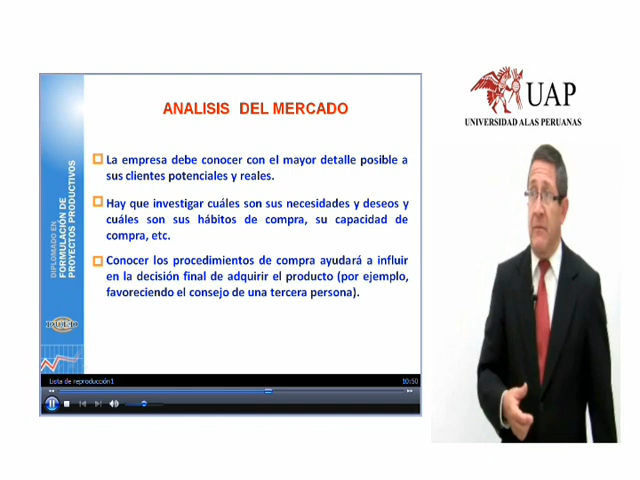 ANALISIS DEL MERCADO
La empresa debe conocer con el mayor detalle posible a
sus clientes potenciales y reales.
Hay que investigar cuáles son sus necesidades y deseos y
cuáles son sus hábitos de compra, su capacidad de
compra, etc.
Conocer los procedimientos de compra ayudará a influir
en la decisión final de adquirir el producto (por ejemplo,
favoreciendo el consejo de una tercera persona).
DIPLOMADO EN
FORMULACIÓN DE
PROYECTOS PRODUCTIVOS
DUED
Lista de reproducción1
10:50
UAP
UNIVERSIDAD ALAS PERUANAS